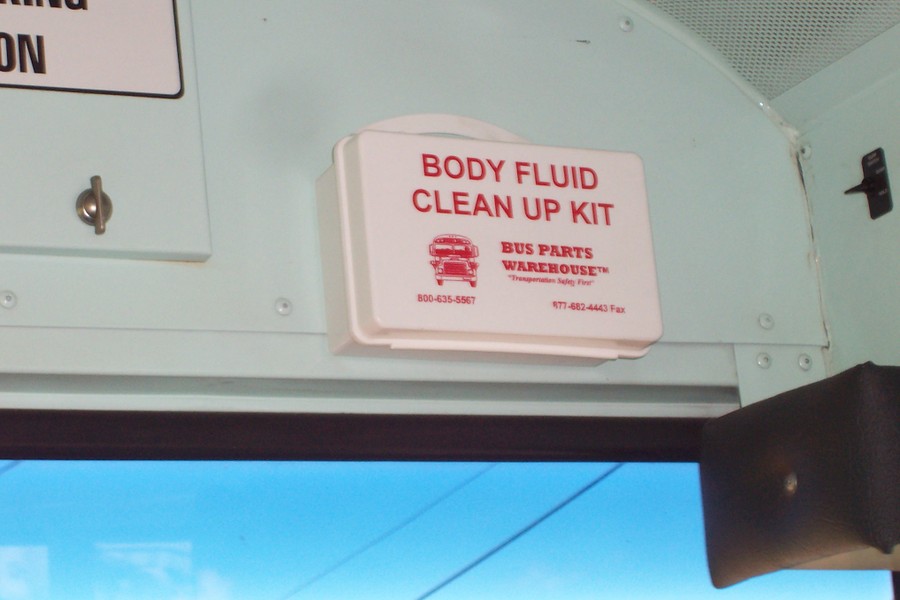 ON
BODY FLUID
CLEAN UP KIT
BUS PARTS
WAREHOUSE™
"Transportation Safety First"
800-635-5567
877-682-4443 Fax